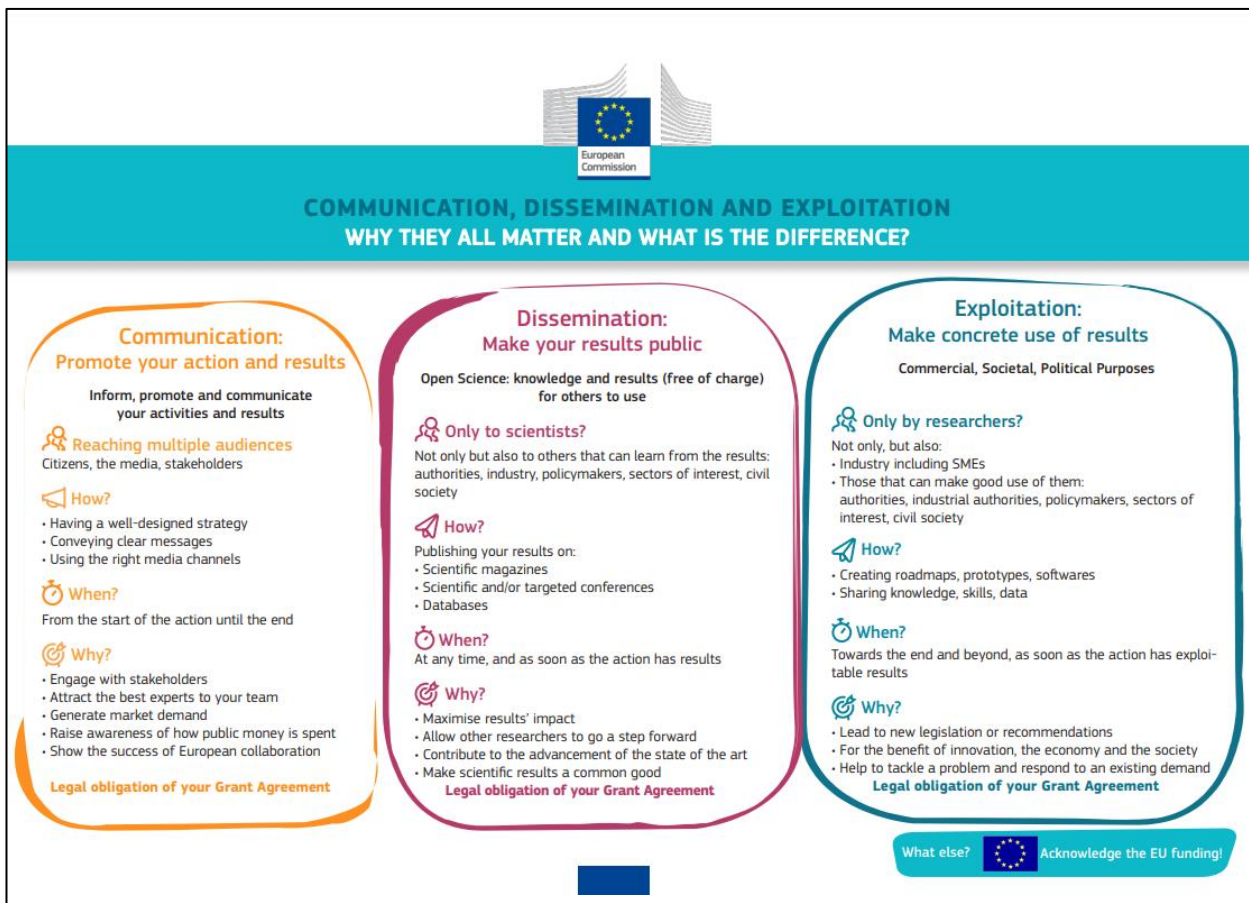 European
Commission
COMMUNICATION, DISSEMINATION AND EXPLOITATION
WHY THEY ALL MATTER AND WHAT IS THE DIFFERENCE?
Communication:
Promote your action and results
Inform, promote and communicate
your activities and results
Reaching multiple audiences
Citizens, the media, stakeholders
How?
• Having a well-designed strategy
• Conveying clear messages
• Using the right media channels
When?
From the start of the action until the end
Why?
• Engage with stakeholders
• Attract the best experts to your team
• Generate market demand
• Raise awareness of how public money is spent
• Show the success of European collaboration
Legal obligation of your Grant Agreement
Dissemination:
Make your results public
Open Science: knowledge and results (free of charge)
for others to use
Only to scientists?
Not only but also to others that can learn from the results:
authorities, industry, policymakers, sectors of interest, civil
society
How?
Publishing your results on:
• Scientific magazines
• Scientific and/or targeted conferences
• Databases
When?
At any time, and as soon as the action has results
Why?
• Maximise results' impact
• Allow other researchers to go a step forward
• Contribute to the advancement of the state of the art
• Make scientific results a common good
Legal obligation of your Grant Agreement
Exploitation:
Make concrete use of results
Commercial, Societal, Political Purposes
Only by researchers?
Not only, but also:
• Industry including SMEs
• Those that can make good use of them:
authorities, industrial authorities, policymakers, sectors of
interest, civil society
How?
• Creating roadmaps, prototypes, softwares
• Sharing knowledge, skills, data
When?
Towards the end and beyond, as soon as the action has exploi-
table results
Why?
• Lead to new legislation or recommendations
• For the benefit of innovation, the economy and the society
• Help to tackle a problem and respond to an existing demand
Legal obligation of your Grant Agreement
What else? Acknowledge the EU funding!